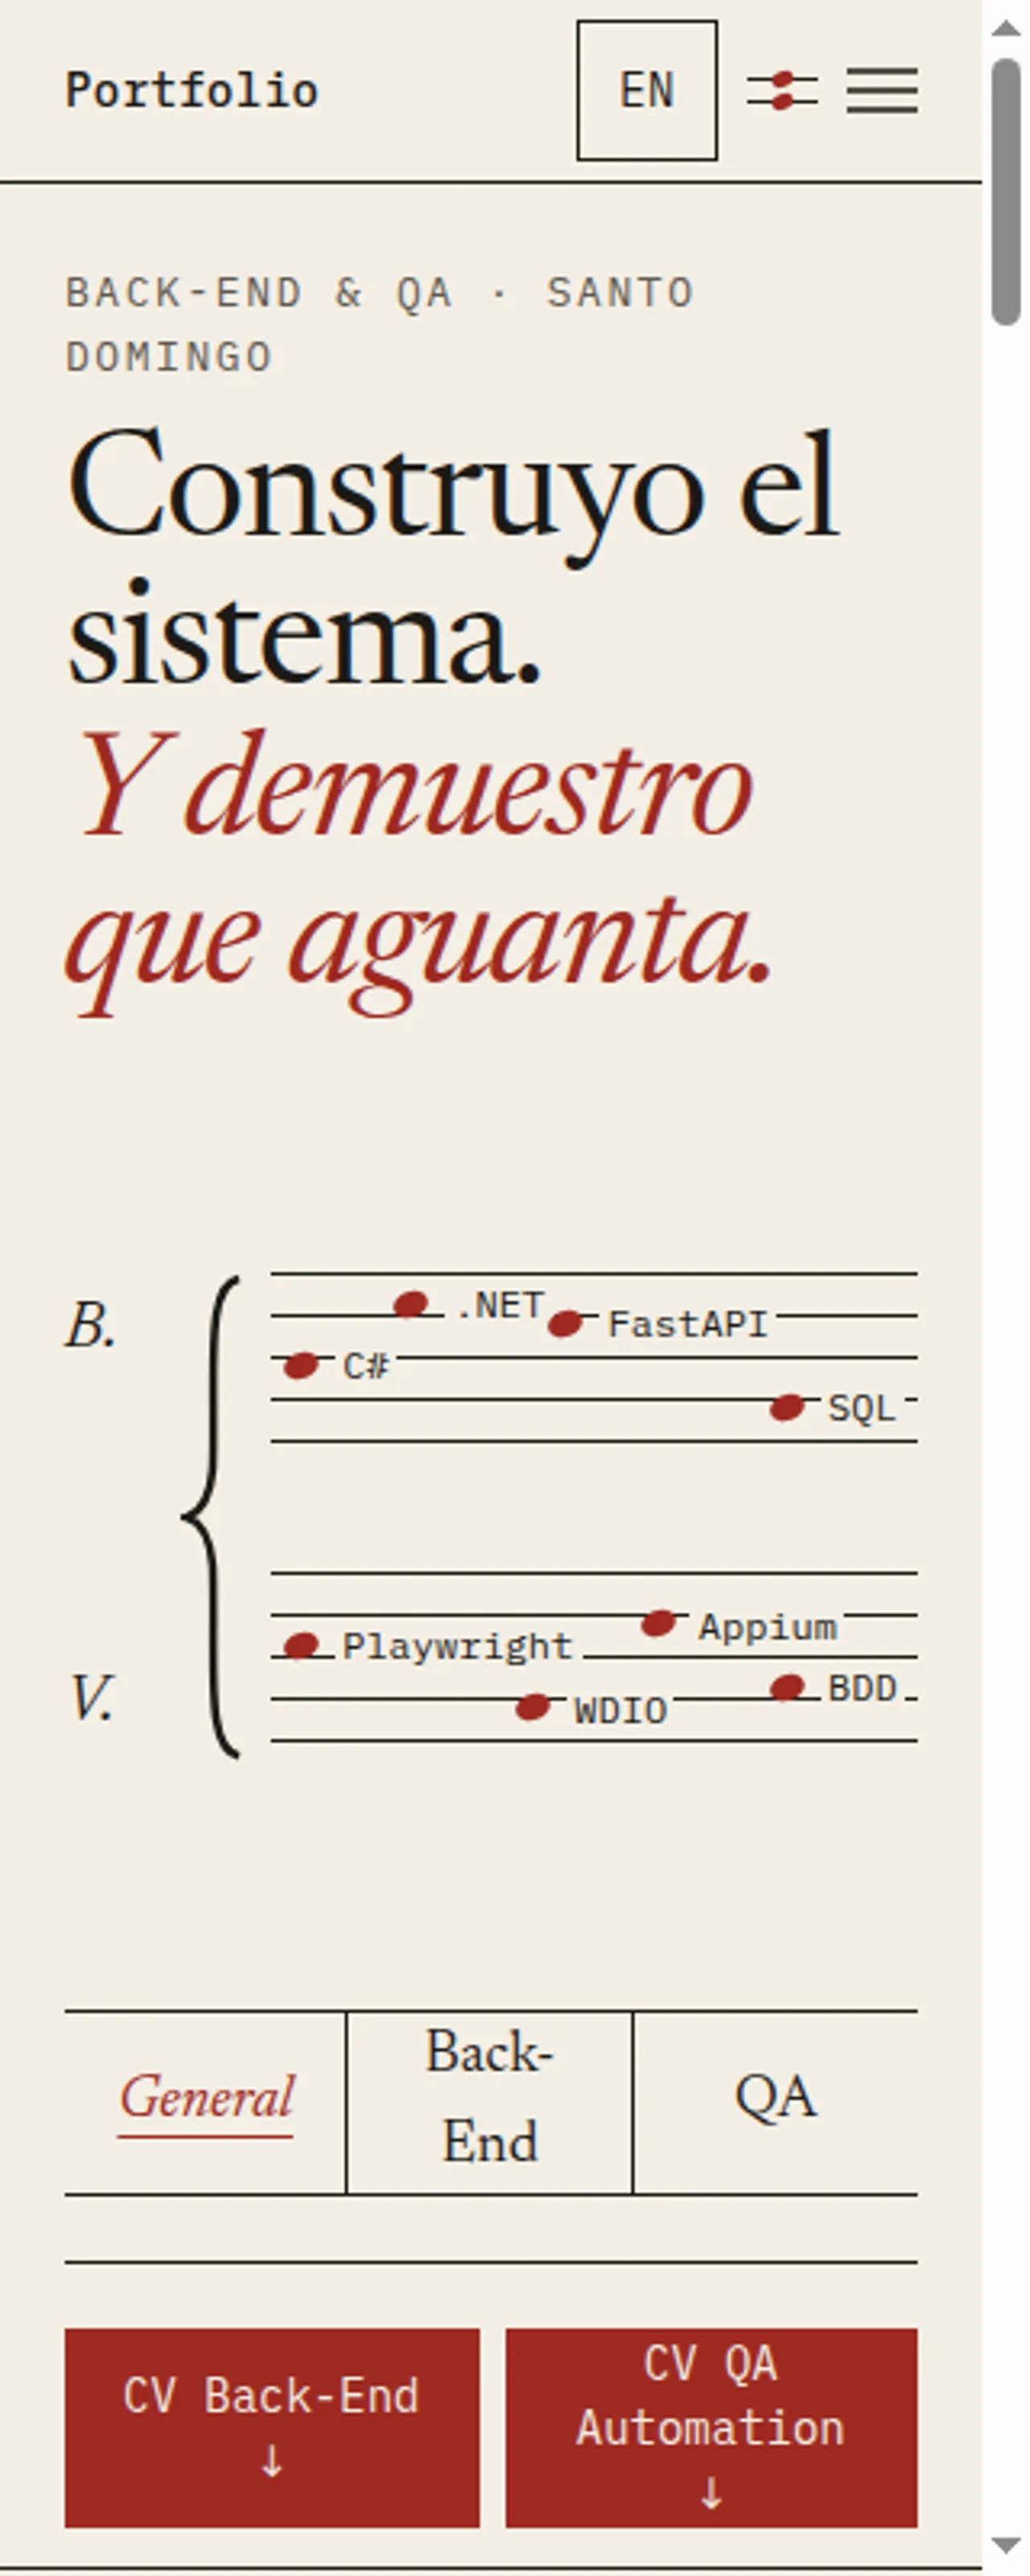 Portfolio
EN
BACK-END & QA · SANTO
DOMINGO
Construyo el
sistema.
Y demuestro
que aguanta.
B.
.NET
FastAPI
C#
SQL
Appium
Playwright
V.
BDD
WDIO
General
Back-
End
QA
CV Back-End
↓
CV QA
Automation
↓